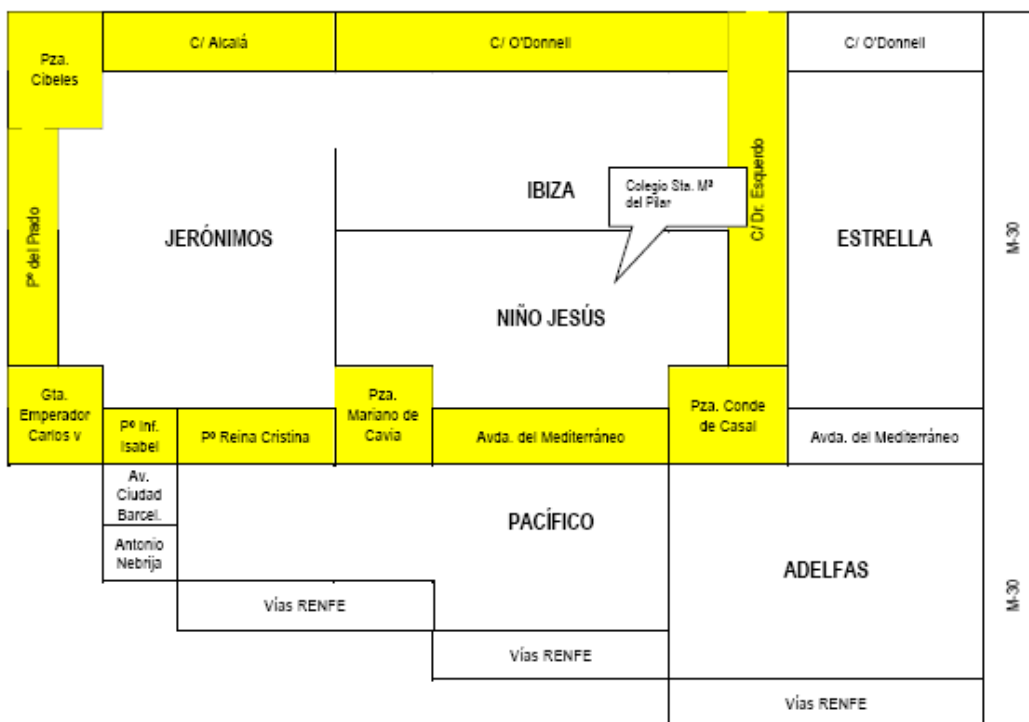 Pza.
Cibeles
C/ Alcalá
C/ O'Donnell
C/ O'Donnell
Pº del Prado
JERÓNIMOS
IBIZA
Colegio Sta. Mª
del Pilar
C/ Dr. Esquerdo
ESTRELLA
M-30
NIÑO JESÚS
Gta.
Emperador
Carlos v
Pº Inf.
Isabel
Pº Reina Cristina
Pza.
Mariano de
Cavia
Avda. del Mediterráneo
Pza. Conde
de Casal
Avda. del Mediterráneo
Av.
Ciudad
Barcel.
Antonio
Nebrija
PACÍFICO
ADELFAS
M-30
Vías RENFE
Vías RENFE
Vías RENFE